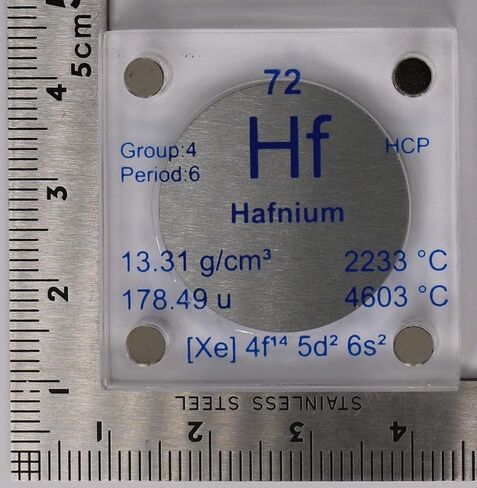 5cm
4
3
2
1
72
Hf
Group:4
HCP
Period:6
Hafnium
13.31 g/cm³
2233 °C
178.49 u
4603 °C
[Xe] 4f¹⁴ 5d² 6s²
STAINLESS STEEL
1
2
3
4